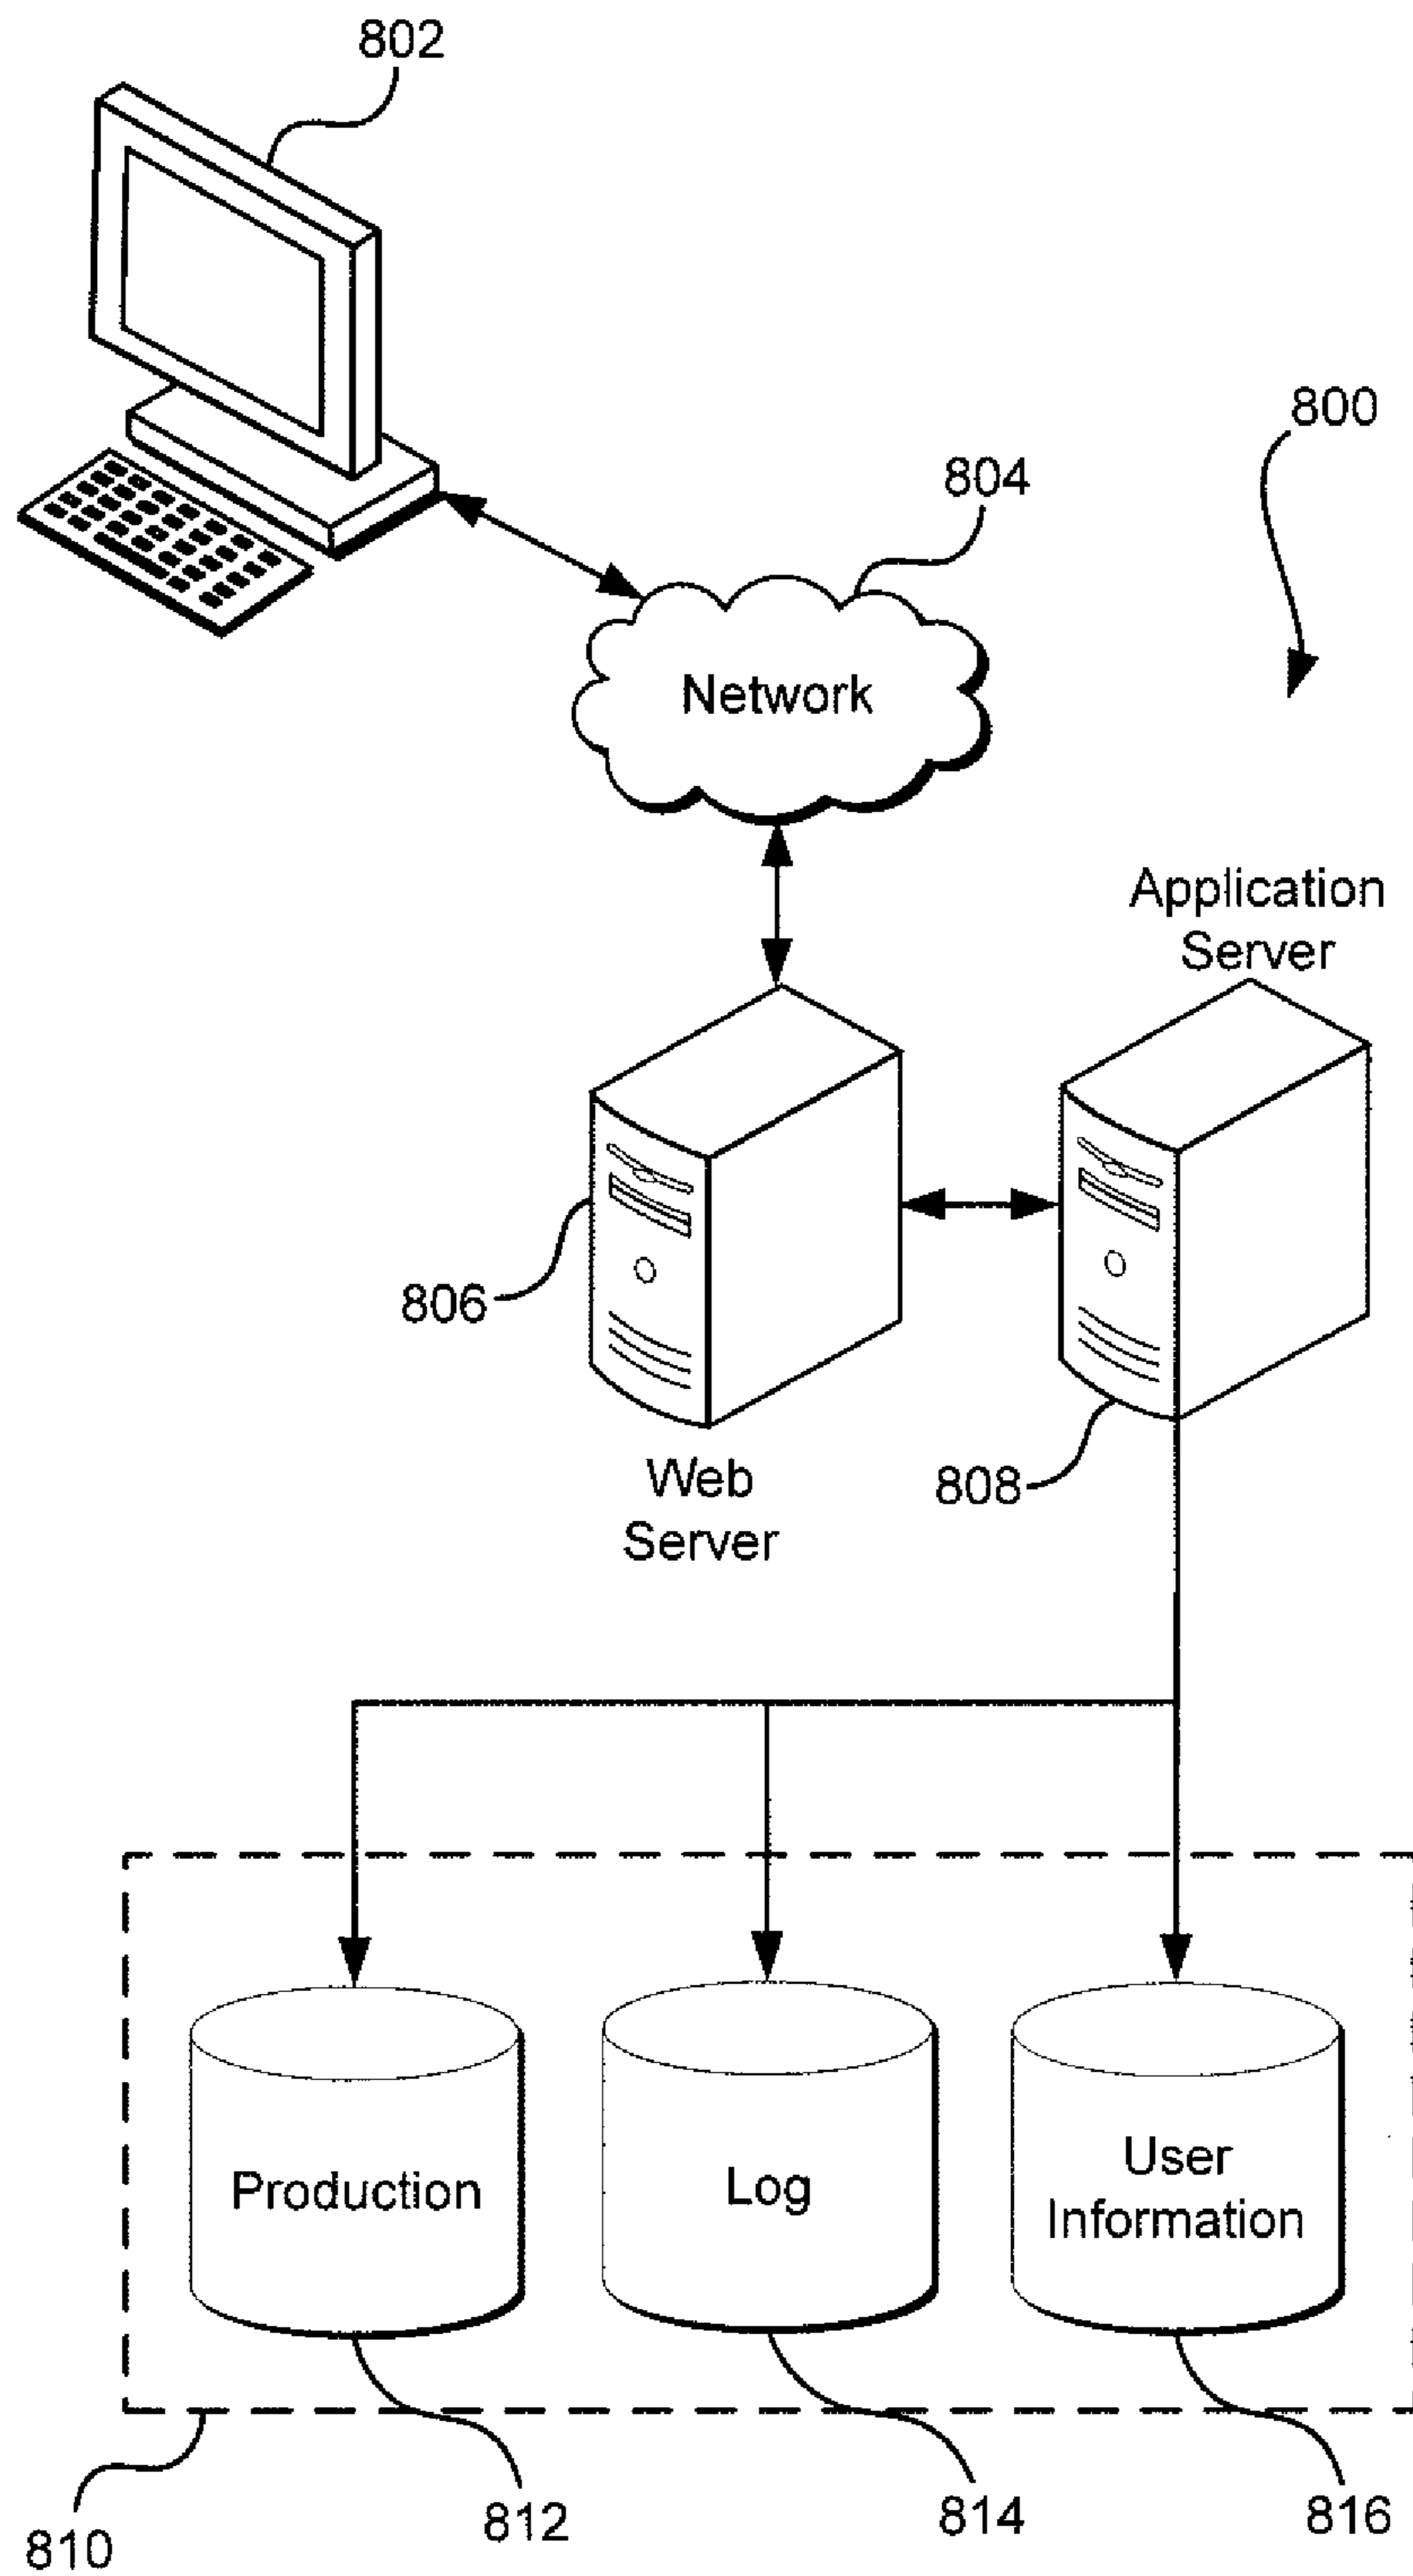 802
800
804
Network
Application
Server
806
808
Web
Server
Production
Log
User
Information
810
812
814
816